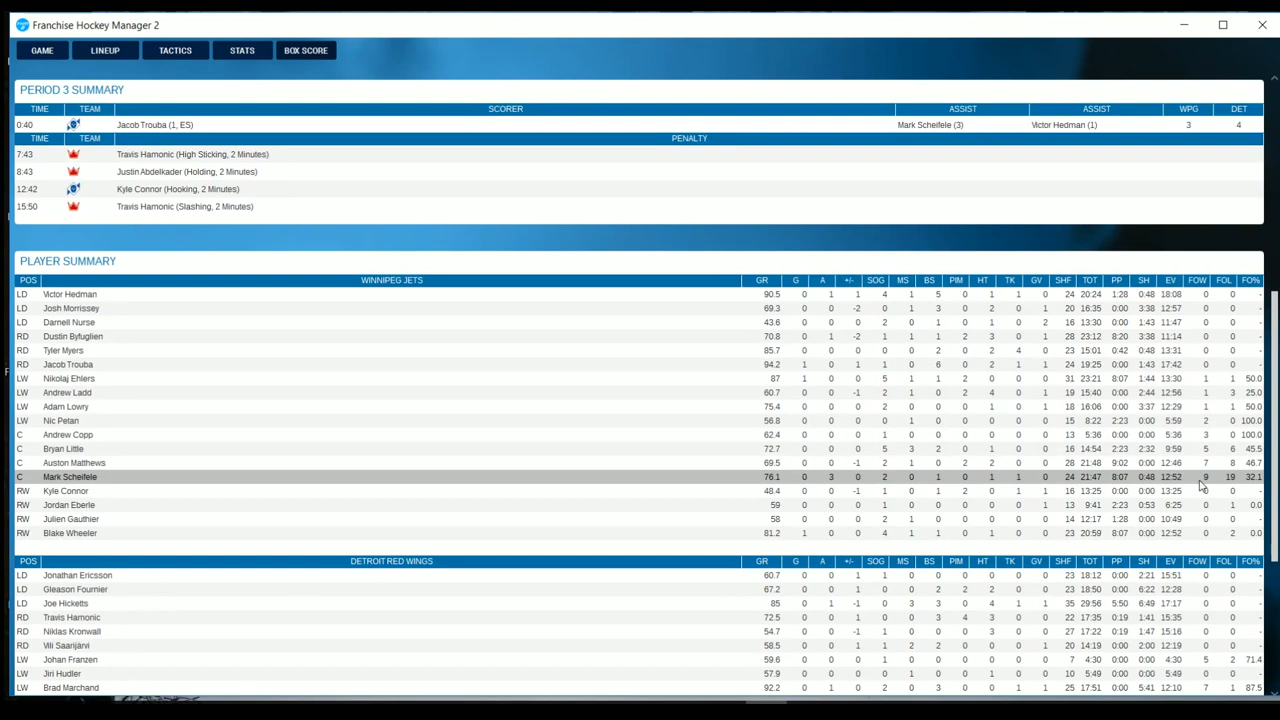 Franchise Hockey Manager 2
GAME LINEUP TACTICS STATS BOX SCORE
PERIOD 3 SUMMARY
TIME TEAM SCORER ASSIST ASSIST WPG DET
0:40 Jacob Trouba (1, ES) Mark Scheifele (3) Victor Hedman (1) 3 4
TIME TEAM PENALTY
7:43 Travis Hamonic (High Sticking, 2 Minutes)
8:43 Justin Abdelkader (Holding, 2 Minutes)
12:42 Kyle Connor (Hooking, 2 Minutes)
15:50 Travis Hamonic (Slashing, 2 Minutes)
PLAYER SUMMARY
POS WINNIPEG JETS GR G A +/- SOG MS BS PIM HT TK GV SHF TOT PP SH EV FOW FOL FO%
LD Victor Hedman 90.5 0 1 1 4 1 5 0 1 1 0 24 20:24 1:28 0:48 18:08 0 0 -
LD Josh Morrissey 69.3 0 0 -2 0 1 3 0 2 0 1 20 16:35 0:00 3:38 12:57 0 0 -
LD Darnell Nurse 43.6 0 0 0 2 0 1 0 1 0 2 16 13:30 0:00 1:43 11:47 0 0 -
RD Dustin Byfuglien 70.8 0 1 -2 1 1 1 2 3 0 1 28 23:12 8:20 3:38 11:14 0 0 -
RD Tyler Myers 85.7 0 0 0 0 0 2 0 2 4 0 23 15:01 0:42 0:48 13:31 0 0 -
RD Jacob Trouba 94.2 1 0 1 1 0 6 0 2 1 1 24 19:25 0:00 1:43 17:42 0 0 -
LW Nikolaj Ehlers 87 1 0 0 5 1 1 2 0 0 0 31 23:21 8:07 1:44 13:30 1 1 50.0
LW Andrew Ladd 60.7 0 0 -1 2 1 0 2 4 0 1 19 15:40 0:00 2:44 12:56 1 3 25.0
LW Adam Lowry 75.4 0 0 0 2 0 0 0 1 0 1 18 16:06 0:00 3:37 12:29 1 1 50.0
LW Nic Petan 56.8 0 0 0 0 1 0 0 0 0 0 15 8:22 2:23 0:00 5:59 2 0 100.0
C Andrew Copp 62.4 0 0 0 1 0 0 0 0 0 0 13 5:36 0:00 0:00 5:36 3 0 100.0
C Bryan Little 72.7 0 0 0 5 3 2 0 1 0 0 16 14:54 2:23 2:32 9:59 5 6 45.5
C Auston Matthews 69.5 0 0 -1 2 1 0 2 2 0 0 28 21:48 9:02 0:00 12:46 7 8 46.7
C Mark Scheifele 76.1 0 3 0 2 0 1 0 1 1 0 24 21:47 8:07 0:48 12:52 9 19 32.1
RW Kyle Connor 48.4 0 0 -1 1 0 1 2 0 0 1 16 13:25 0:00 0:00 13:25 0 0 -
RW Jordan Eberle 59 0 0 0 1 0 0 0 0 0 1 13 9:41 2:23 0:53 6:25 0 1 0.0
RW Julien Gauthier 58 0 0 0 2 1 0 0 0 0 0 14 12:17 1:28 0:00 10:49 0 0 -
RW Blake Wheeler 81.2 1 0 0 4 1 1 0 1 0 1 23 20:59 8:07 0:00 12:52 0 2 0.0
POS DETROIT RED WINGS GR G A +/- SOG MS BS PIM HT TK GV SHF TOT PP SH EV FOW FOL FO%
LD Jonathan Ericsson 60.7 0 0 1 1 0 0 0 0 0 0 23 18:12 0:00 2:21 15:51 0 0 -
LD Gleason Fournier 67.2 0 0 1 0 0 2 2 2 0 0 23 18:50 0:00 6:22 12:28 0 0 -
LD Joe Hicketts 85 0 1 -1 0 3 3 0 4 1 1 35 29:56 5:50 6:49 17:17 0 0 -
RD Travis Hamonic 72.5 0 0 1 1 0 3 4 3 0 0 22 17:35 0:19 1:41 15:35 0 0 -
RD Niklas Kronwall 54.7 0 0 -1 1 0 0 0 3 0 0 27 17:22 0:19 1:47 15:16 0 0 -
RD Vili Saarijärvi 58.5 0 0 1 1 2 2 0 0 0 1 20 14:19 0:00 2:00 12:19 0 0 -
LW Johan Franzen 59.6 0 0 0 1 0 0 0 0 0 0 7 4:30 0:00 0:00 4:30 5 2 71.4
LW Jiri Hudler 57.9 0 0 0 0 1 0 0 1 0 0 10 5:49 0:00 0:00 5:49 0 0 -
LW Brad Marchand 92.2 0 1 0 2 0 3 0 0 1 1 25 17:51 0:00 5:41 12:10 7 1 87.5